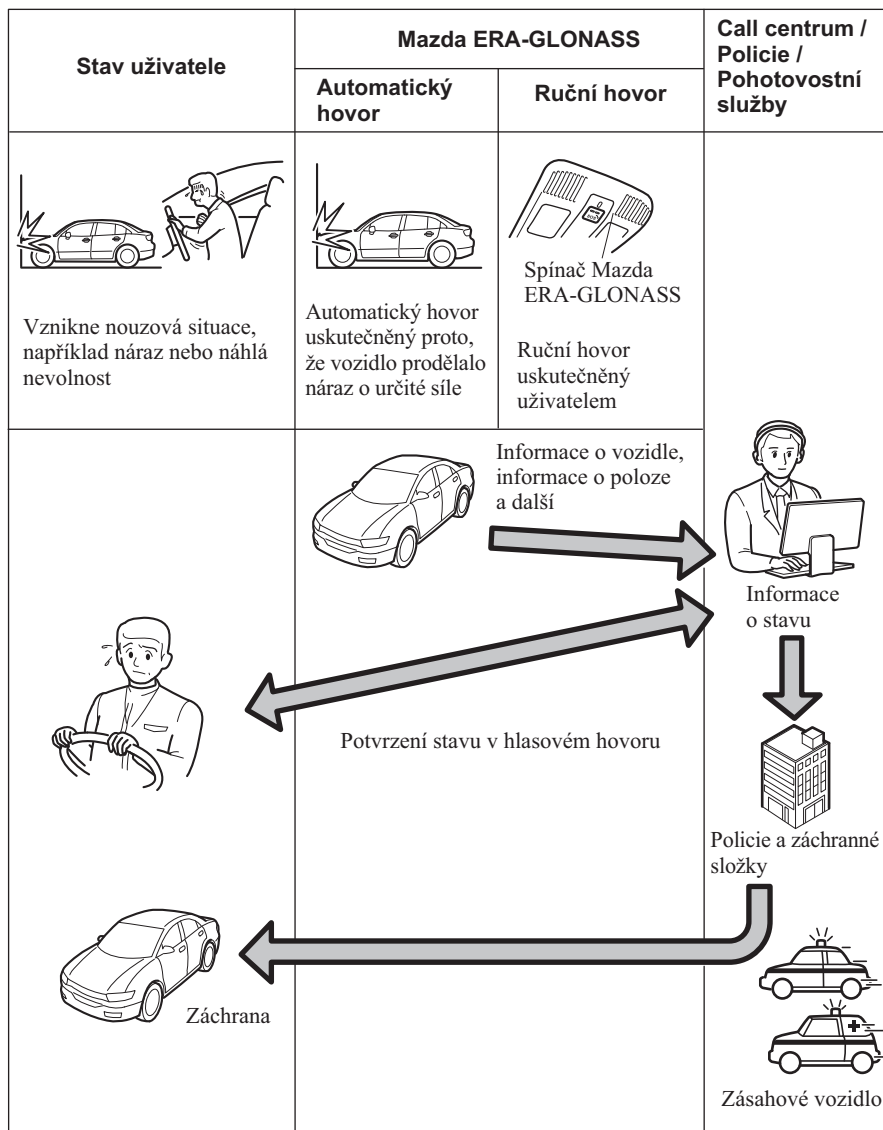 Stav uživatele
Mazda ERA-GLONASS
Automatický
hovor
Ruční hovor
Call centrum /
Policie /
Pohotovostní
služby
Vznikne nouzová situace,
například náraz nebo náhlá
nevolnost
Automatický hovor
uskutečněný proto,
že vozidlo prodělalo
náraz o určité síle
Spínač Mazda
ERA-GLONASS
Ruční hovor
uskutečněný
uživatelem
Informace o vozidle,
informace o poloze
a další
Informace
o stavu
Potvrzení stavu v hlasovém hovoru
Policie a záchranné
složky
Záchrana
Zásahové vozidlo